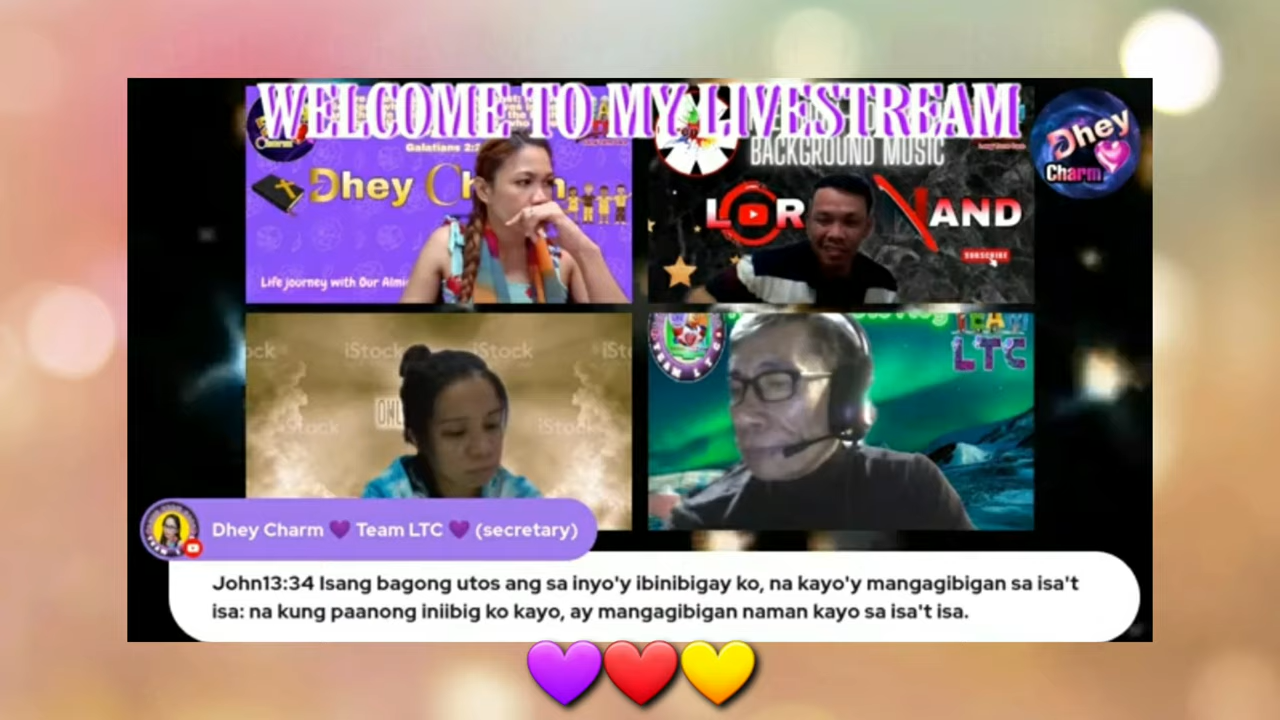 WELCOME TO MY LIVESTREAM
Galatians 2:
Dhey Ch
m
Life journey with Our Almi
BACKGROUND MUSIC
L
R
AND
SUBSCRIBE
Dhey
Charm
iStock
iStock
iStock
iStock
TEAM
LTC
Dhey Charm 💜 Team LTC 💜 (secretary)
John13:34 Isang bagong utos ang sa inyo'y ibinibigay ko, na kayo'y mangagibigan sa isa't
isa: na kung paanong iniibig ko kayo, ay mangagibigan naman kayo sa isa't isa.